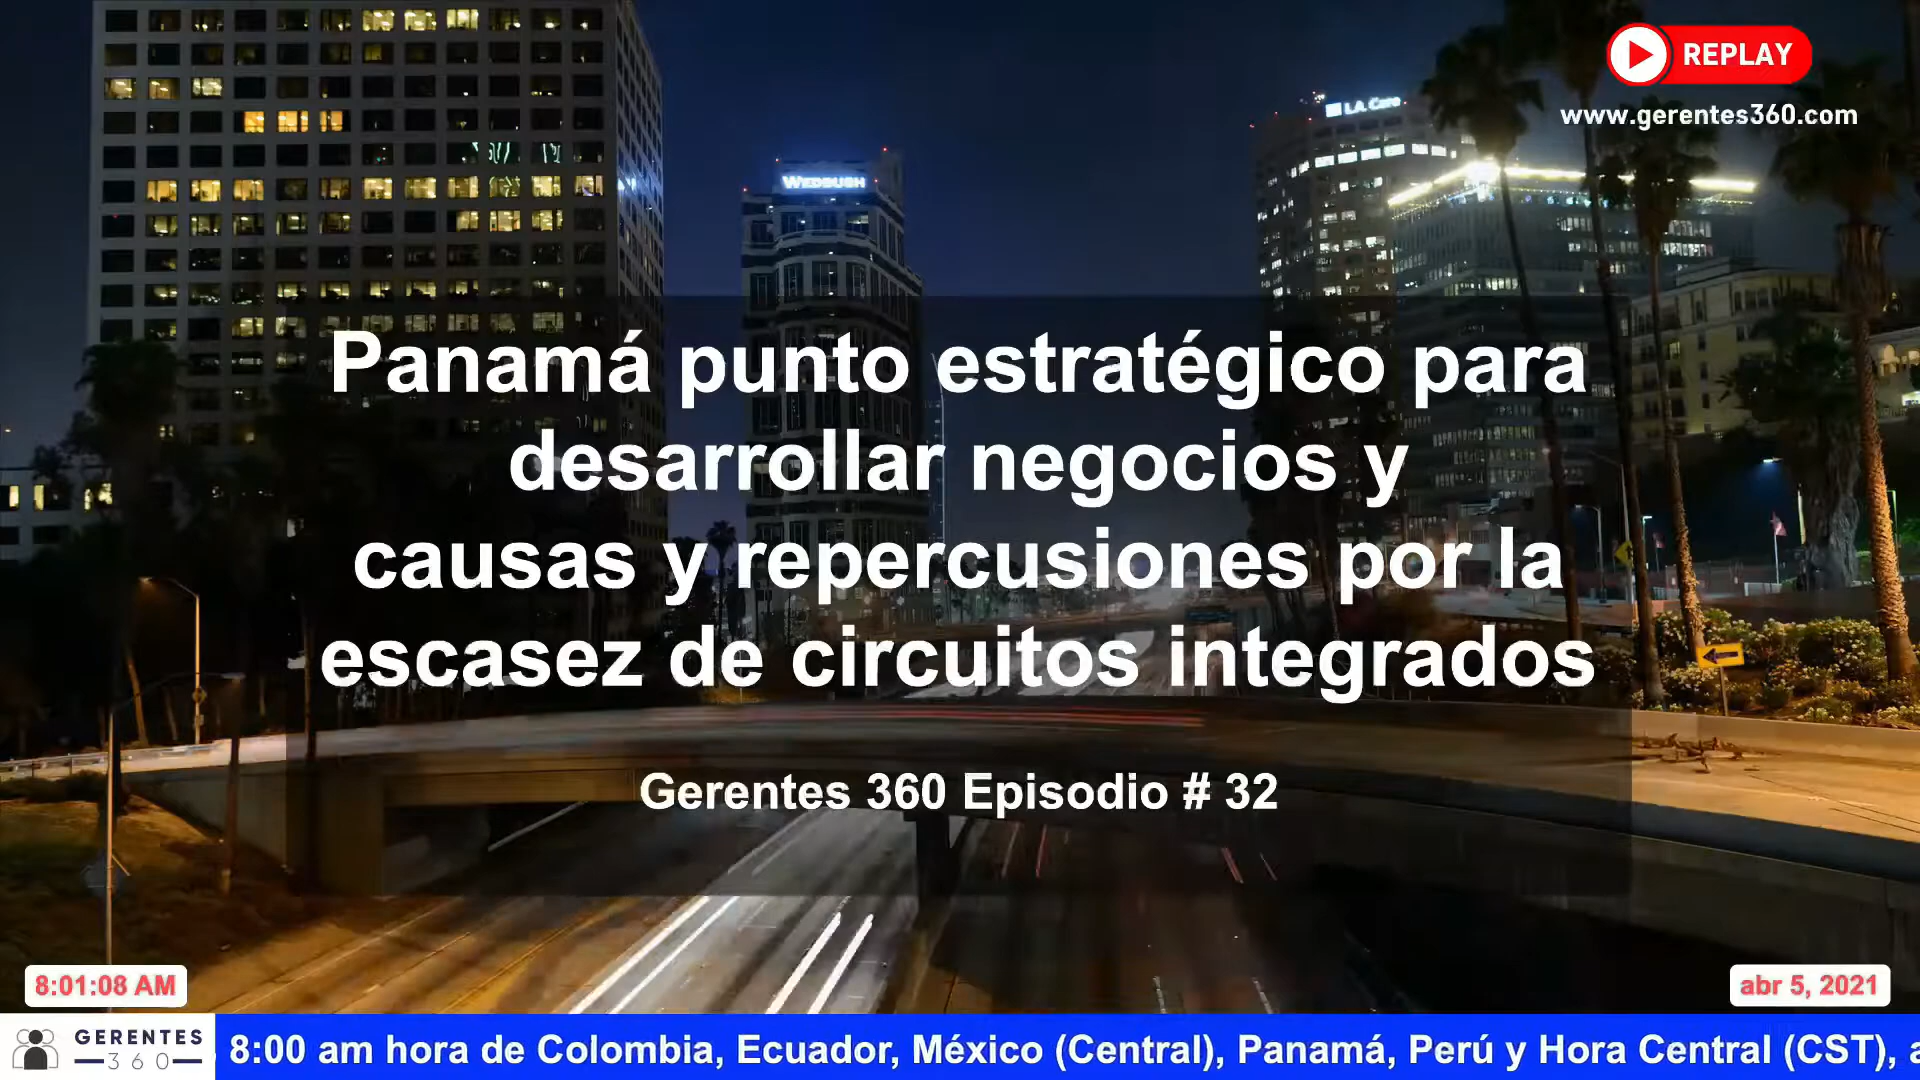 REPLAY
www.gerentes360.com
L.A. Care
WEDBUSH
Panamá punto estratégico para
desarrollar negocios y
causas y repercusiones por la
escasez de circuitos integrados
Gerentes 360 Episodio # 32
8:01:08 AM
abr 5, 2021
GERENTES
360
8:00 am hora de Colombia, Ecuador, México (Central), Panamá, Perú y Hora Central (CST), a